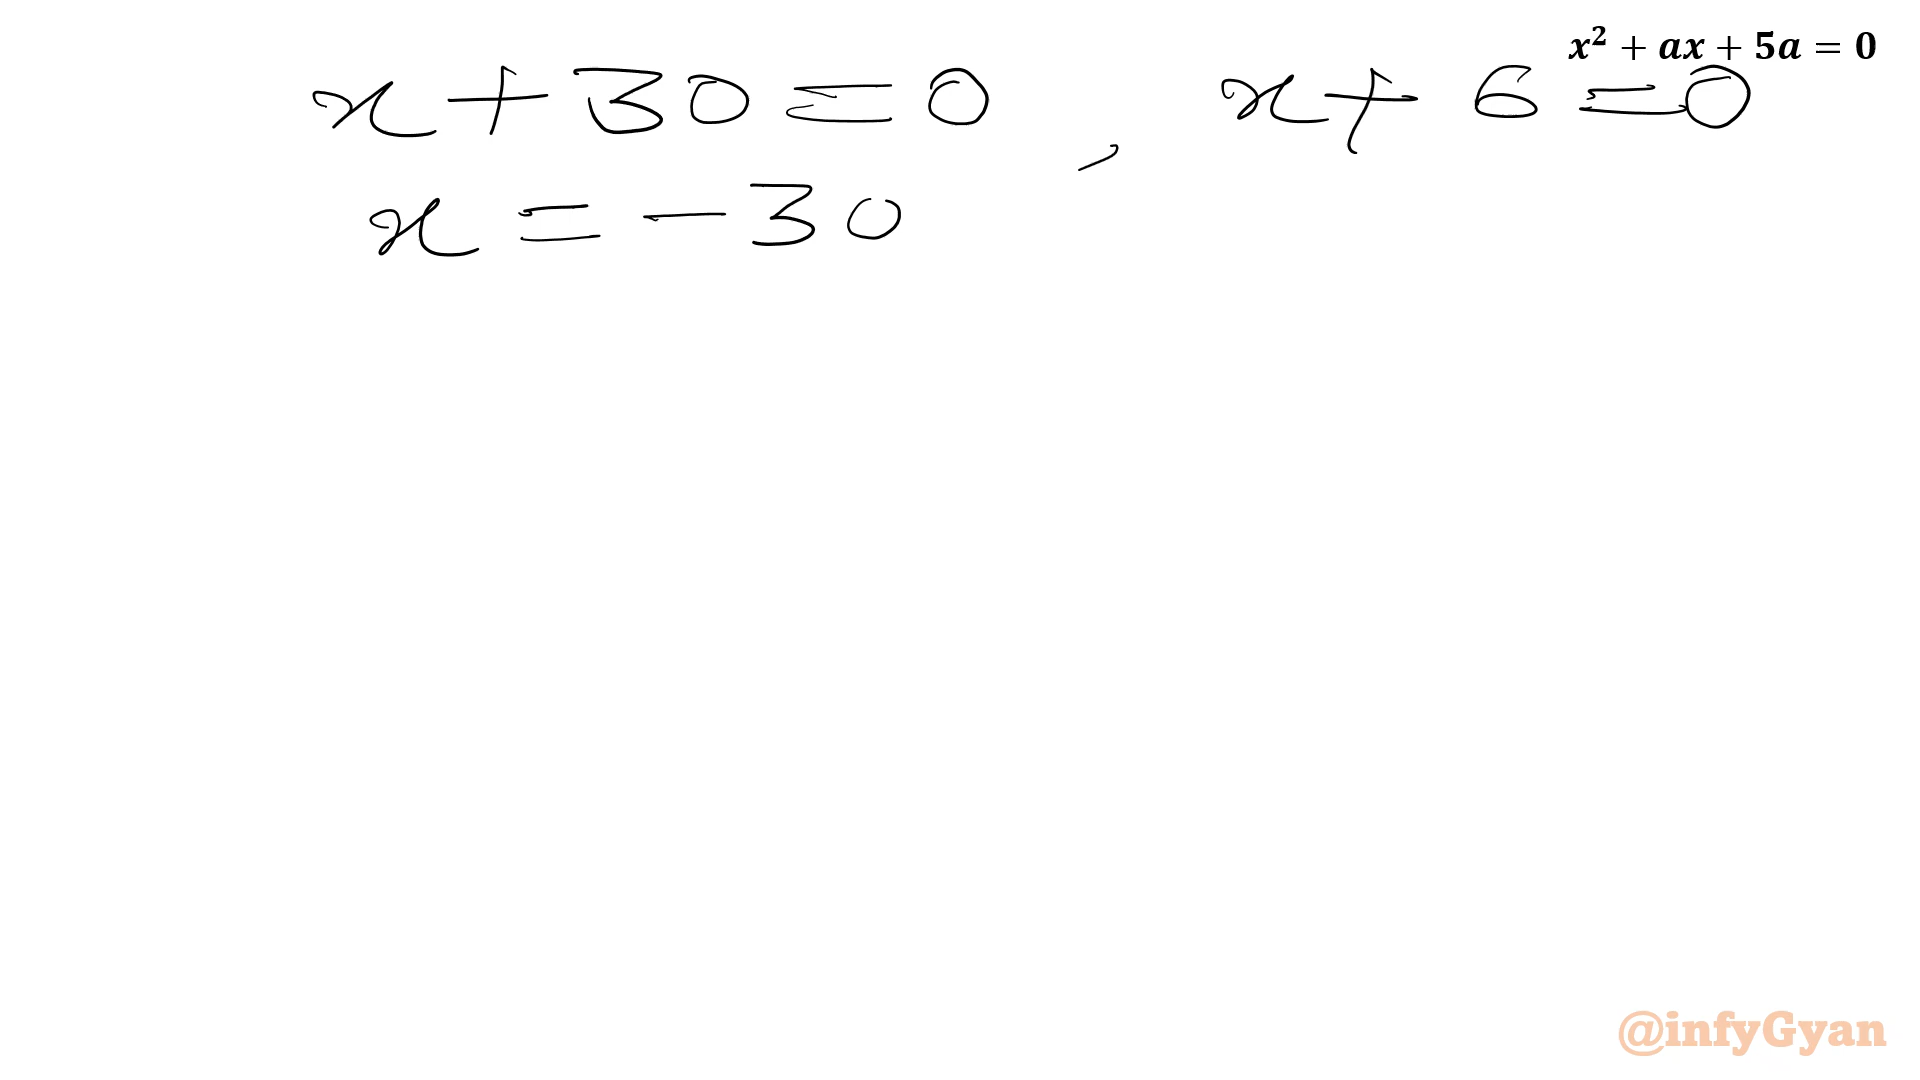 x² + ax + 5a = 0
x + 30 = 0 , x + 6 = 0
x = - 30
@infyGyan